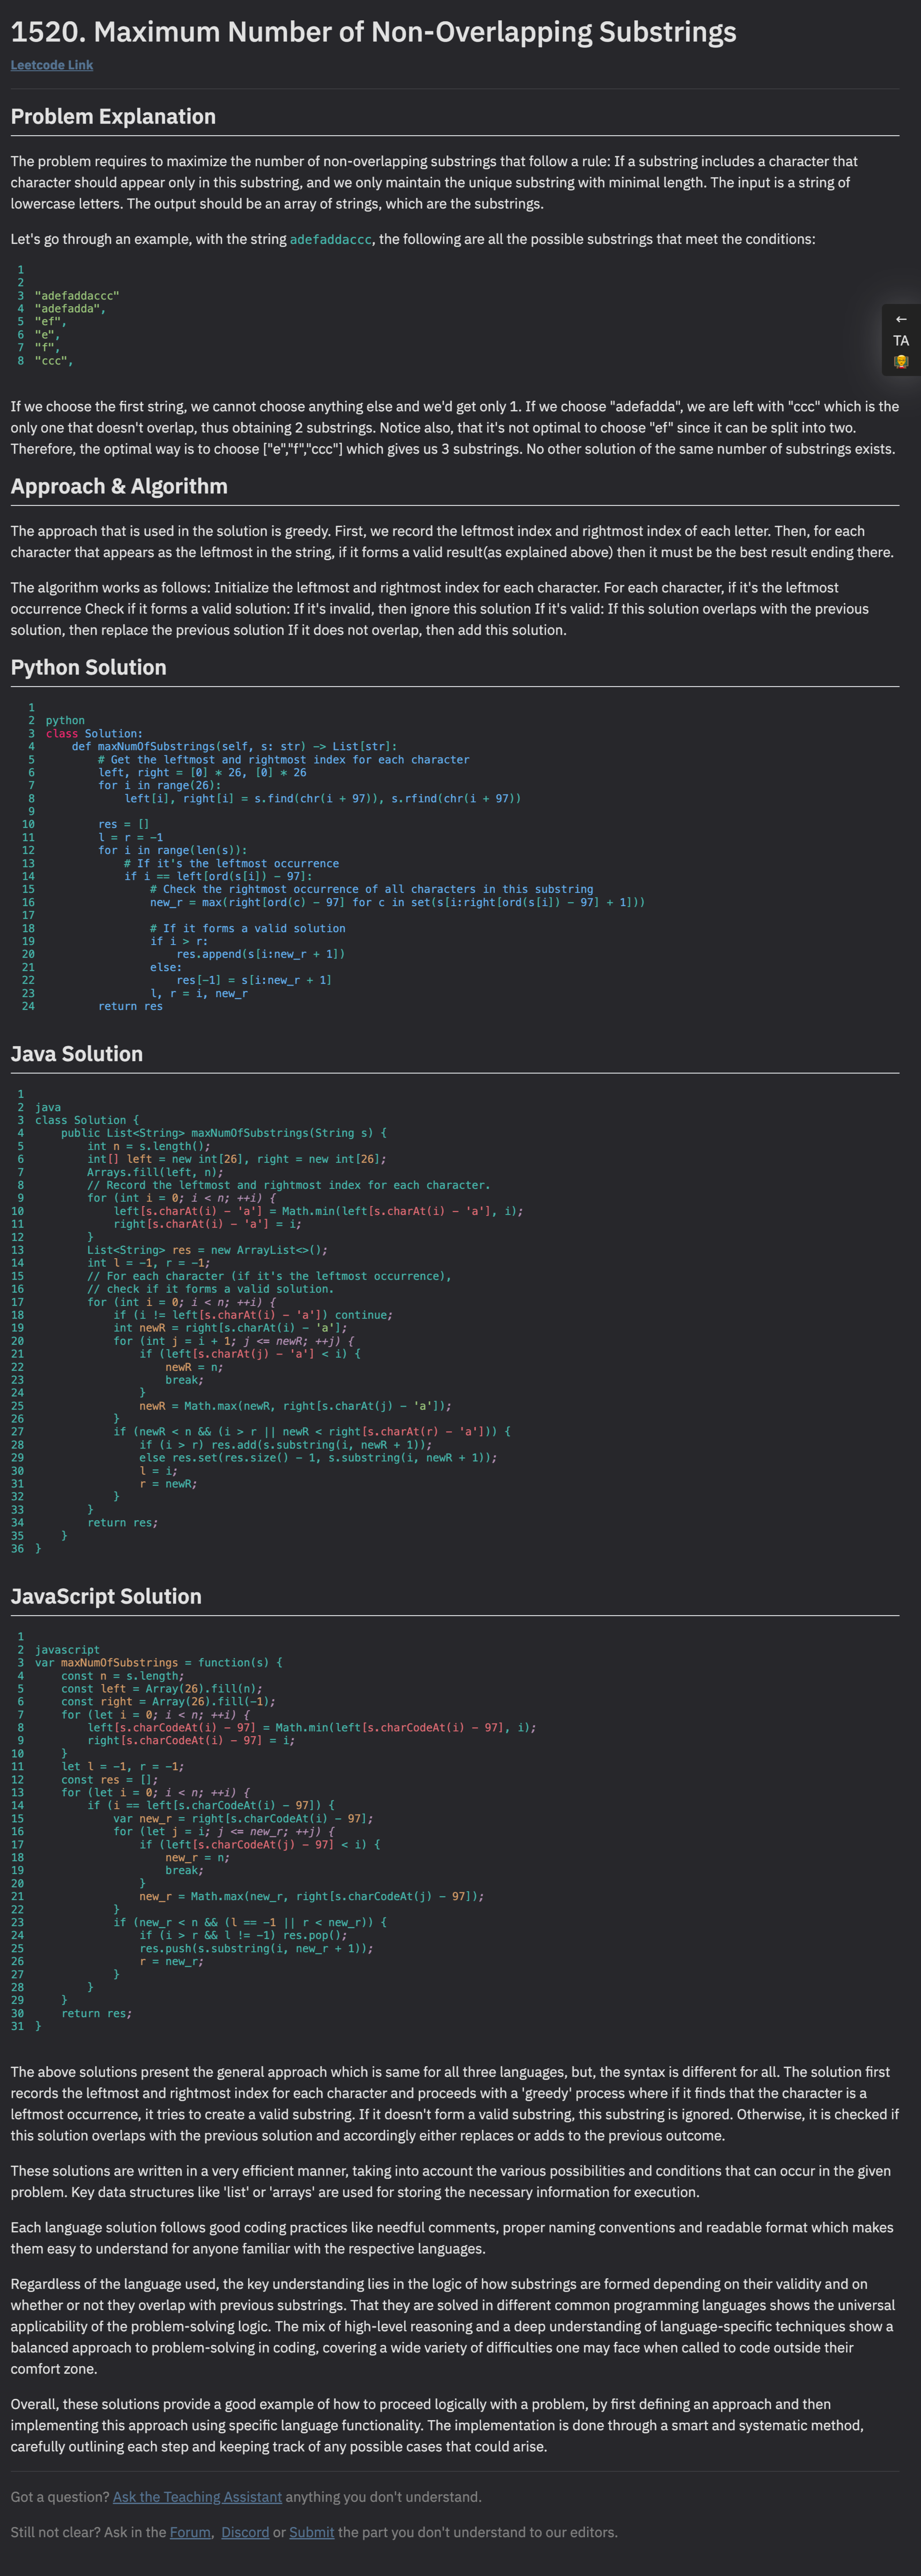 1520. Maximum Number of Non-Overlapping Substrings
Leetcode Link
Problem Explanation
The problem requires to maximize the number of non-overlapping substrings that follow a rule: If a substring includes a character that
character should appear only in this substring, and we only maintain the unique substring with minimal length. The input is a string of
lowercase letters. The output should be an array of strings, which are the substrings.
Let's go through an example, with the string adefaddaccc, the following are all the possible substrings that meet the conditions:
1
2
3 "adefaddaccc"
4 "adefadda",
5 "ef",
6 "e",
7 "f",
8 "ccc",
←
TA
If we choose the first string, we cannot choose anything else and we'd get only 1. If we choose "adefadda", we are left with "ccc" which is the
only one that doesn't overlap, thus obtaining 2 substrings. Notice also, that it's not optimal to choose "ef" since it can be split into two.
Therefore, the optimal way is to choose ["e","f","ccc"] which gives us 3 substrings. No other solution of the same number of substrings exists.
Approach & Algorithm
The approach that is used in the solution is greedy. First, we record the leftmost index and rightmost index of each letter. Then, for each
character that appears as the leftmost in the string, if it forms a valid result(as explained above) then it must be the best result ending there.
The algorithm works as follows: Initialize the leftmost and rightmost index for each character. For each character, if it's the leftmost
occurrence Check if it forms a valid solution: If it's invalid, then ignore this solution If it's valid: If this solution overlaps with the previous
solution, then replace the previous solution If it does not overlap, then add this solution.
Python Solution
1
2 python
3 class Solution:
4     def maxNumOfSubstrings(self, s: str) -> List[str]:
5         # Get the leftmost and rightmost index for each character
6         left, right = [0] * 26, [0] * 26
7         for i in range(26):
8             left[i], right[i] = s.find(chr(i + 97)), s.rfind(chr(i + 97))
9
10         res = []
11         l = r = -1
12         for i in range(len(s)):
13             # If it's the leftmost occurrence
14             if i == left[ord(s[i]) - 97]:
15                 # Check the rightmost occurrence of all characters in this substring
16                 new_r = max(right[ord(c) - 97] for c in set(s[i:right[ord(s[i]) - 97] + 1]))
17
18                 # If it forms a valid solution
19                 if i > r:
20                     res.append(s[i:new_r + 1])
21                 else:
22                     res[-1] = s[i:new_r + 1]
23                 l, r = i, new_r
24         return res
Java Solution
1
2 java
3 class Solution {
4     public List<String> maxNumOfSubstrings(String s) {
5         int n = s.length();
6         int[] left = new int[26], right = new int[26];
7         Arrays.fill(left, n);
8         // Record the leftmost and rightmost index for each character.
9         for (int i = 0; i < n; ++i) {
10             left[s.charAt(i) - 'a'] = Math.min(left[s.charAt(i) - 'a'], i);
11             right[s.charAt(i) - 'a'] = i;
12         }
13         List<String> res = new ArrayList<>();
14         int l = -1, r = -1;
15         // For each character (if it's the leftmost occurrence),
16         // check if it forms a valid solution.
17         for (int i = 0; i < n; ++i) {
18             if (i != left[s.charAt(i) - 'a']) continue;
19             int newR = right[s.charAt(i) - 'a'];
20             for (int j = i + 1; j <= newR; ++j) {
21                 if (left[s.charAt(j) - 'a'] < i) {
22                     newR = n;
23                     break;
24                 }
25                 newR = Math.max(newR, right[s.charAt(j) - 'a']);
26             }
27             if (newR < n && (i > r || newR < right[s.charAt(r) - 'a'])) {
28                 if (i > r) res.add(s.substring(i, newR + 1));
29                 else res.set(res.size() - 1, s.substring(i, newR + 1));
30                 l = i;
31                 r = newR;
32             }
33         }
34         return res;
35     }
36 }
JavaScript Solution
1
2 javascript
3 var maxNumOfSubstrings = function(s) {
4     const n = s.length;
5     const left = Array(26).fill(n);
6     const right = Array(26).fill(-1);
7     for (let i = 0; i < n; ++i) {
8         left[s.charCodeAt(i) - 97] = Math.min(left[s.charCodeAt(i) - 97], i);
9         right[s.charCodeAt(i) - 97] = i;
10     }
11     let l = -1, r = -1;
12     const res = [];
13     for (let i = 0; i < n; ++i) {
14         if (i == left[s.charCodeAt(i) - 97]) {
15             var new_r = right[s.charCodeAt(i) - 97];
16             for (let j = i; j <= new_r; ++j) {
17                 if (left[s.charCodeAt(j) - 97] < i) {
18                     new_r = n;
19                     break;
20                 }
21                 new_r = Math.max(new_r, right[s.charCodeAt(j) - 97]);
22             }
23             if (new_r < n && (l == -1 || r < new_r)) {
24                 if (i > r && l != -1) res.pop();
25                 res.push(s.substring(i, new_r + 1));
26                 r = new_r;
27             }
28         }
29     }
30     return res;
31 }
The above solutions present the general approach which is same for all three languages, but, the syntax is different for all. The solution first
records the leftmost and rightmost index for each character and proceeds with a 'greedy' process where if it finds that the character is a
leftmost occurrence, it tries to create a valid substring. If it doesn't form a valid substring, this substring is ignored. Otherwise, it is checked if
this solution overlaps with the previous solution and accordingly either replaces or adds to the previous outcome.
These solutions are written in a very efficient manner, taking into account the various possibilities and conditions that can occur in the given
problem. Key data structures like 'list' or 'arrays' are used for storing the necessary information for execution.
Each language solution follows good coding practices like needful comments, proper naming conventions and readable format which makes
them easy to understand for anyone familiar with the respective languages.
Regardless of the language used, the key understanding lies in the logic of how substrings are formed depending on their validity and on
whether or not they overlap with previous substrings. That they are solved in different common programming languages shows the universal
applicability of the problem-solving logic. The mix of high-level reasoning and a deep understanding of language-specific techniques show a
balanced approach to problem-solving in coding, covering a wide variety of difficulties one may face when called to code outside their
comfort zone.
Overall, these solutions provide a good example of how to proceed logically with a problem, by first defining an approach and then
implementing this approach using specific language functionality. The implementation is done through a smart and systematic method,
carefully outlining each step and keeping track of any possible cases that could arise.
Got a question? Ask the Teaching Assistant anything you don't understand.
Still not clear? Ask in the Forum, Discord or Submit the part you don't understand to our editors.